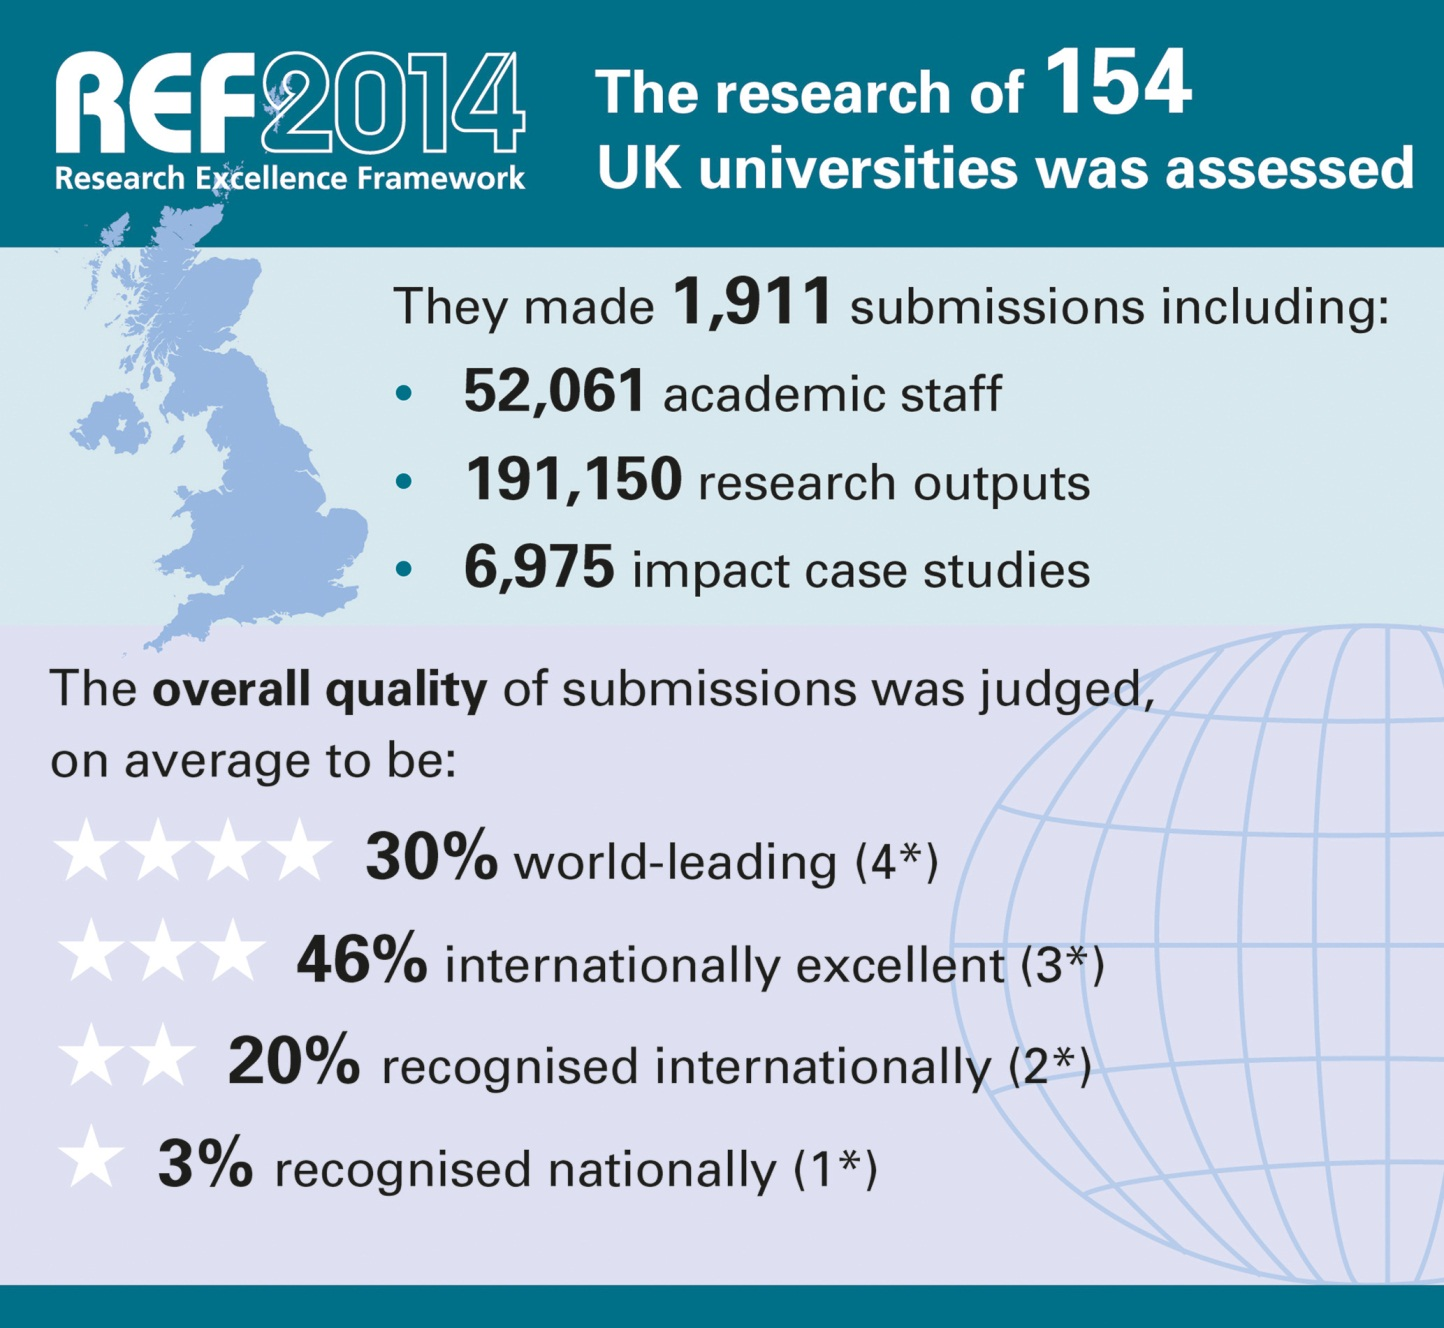 REF2014
Research Excellence Framework
The research of 154
UK universities was assessed
They made 1,911 submissions including:
• 52,061 academic staff
• 191,150 research outputs
• 6,975 impact case studies
The overall quality of submissions was judged,
on average to be:
30% world-leading (4*)
46% internationally excellent (3*)
20% recognised internationally (2*)
3% recognised nationally (1*)